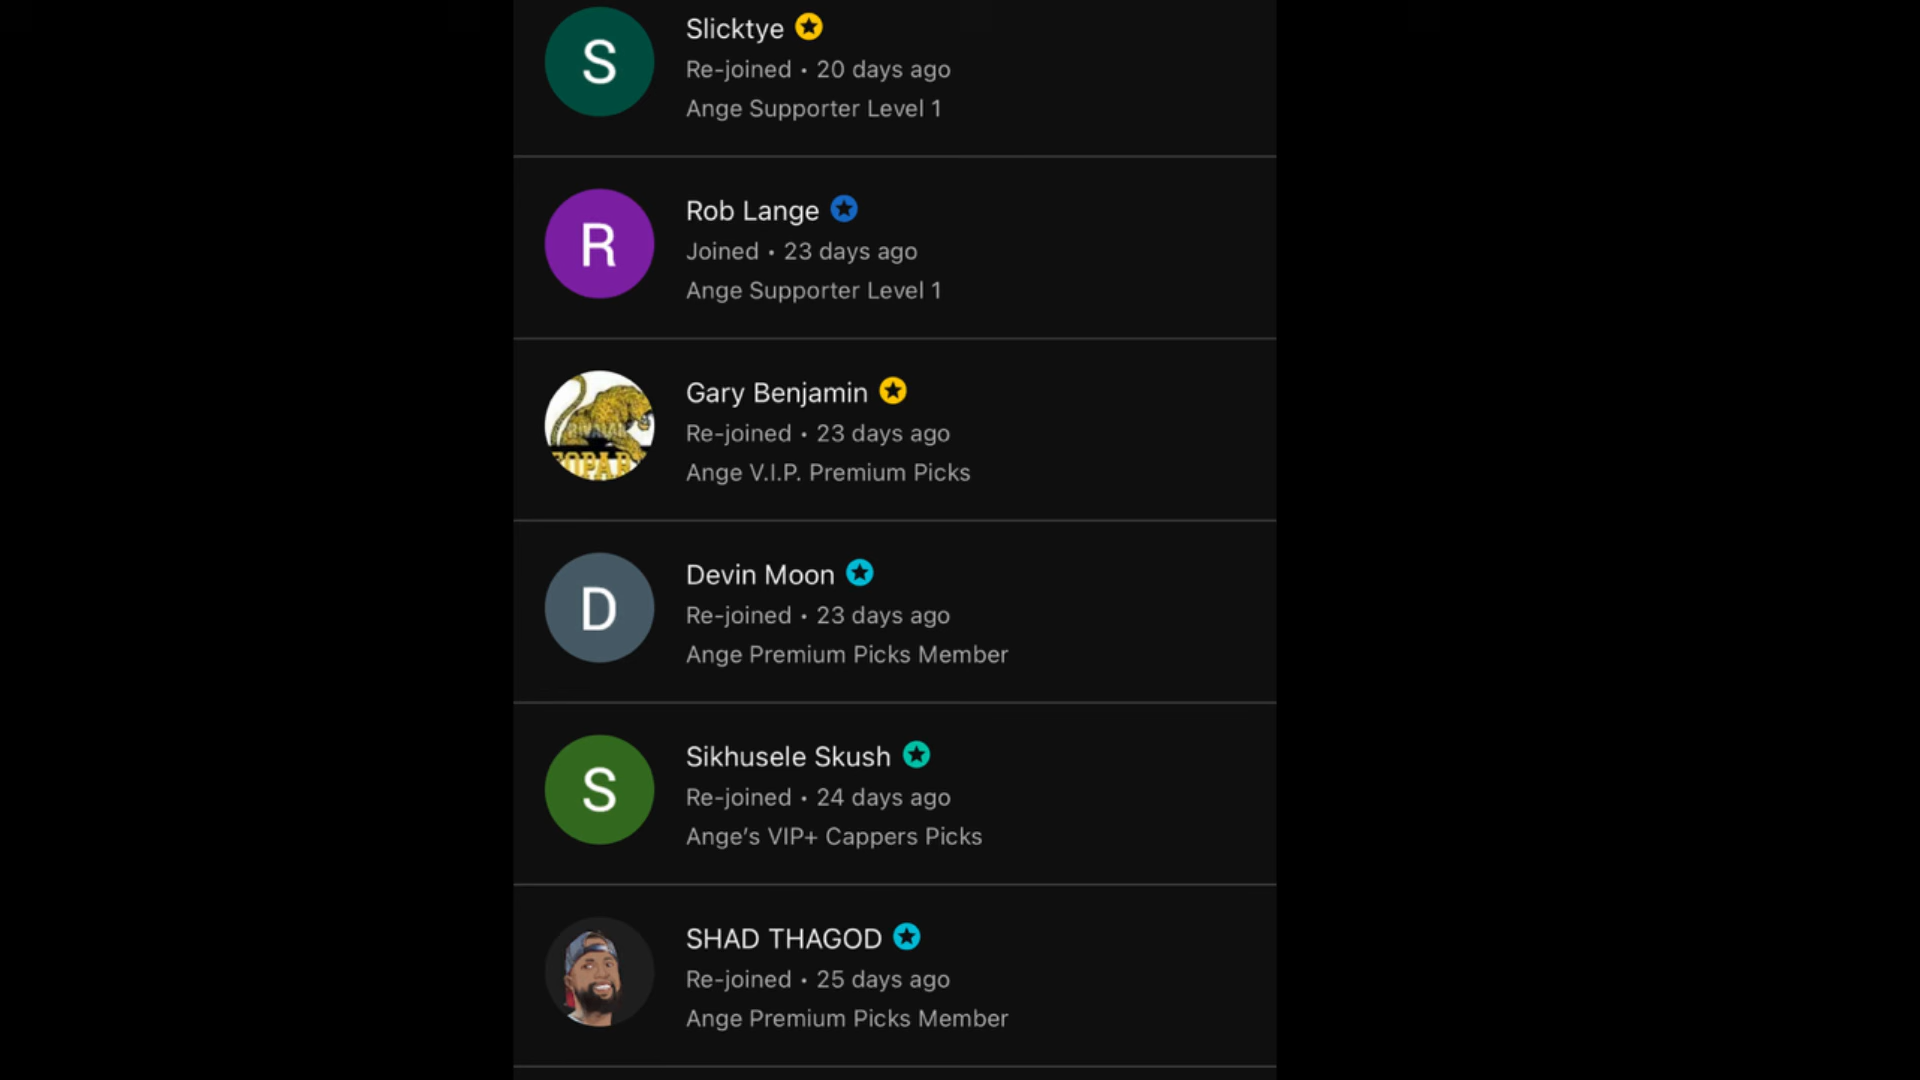 S
Slicktye
Re-joined • 20 days ago
Ange Supporter Level 1
R
Rob Lange
Joined • 23 days ago
Ange Supporter Level 1
Gary Benjamin
Re-joined • 23 days ago
Ange V.I.P. Premium Picks
D
Devin Moon
Re-joined • 23 days ago
Ange Premium Picks Member
S
Sikhusele Skush
Re-joined • 24 days ago
Ange’s VIP+ Cappers Picks
SHAD THAGOD
Re-joined • 25 days ago
Ange Premium Picks Member